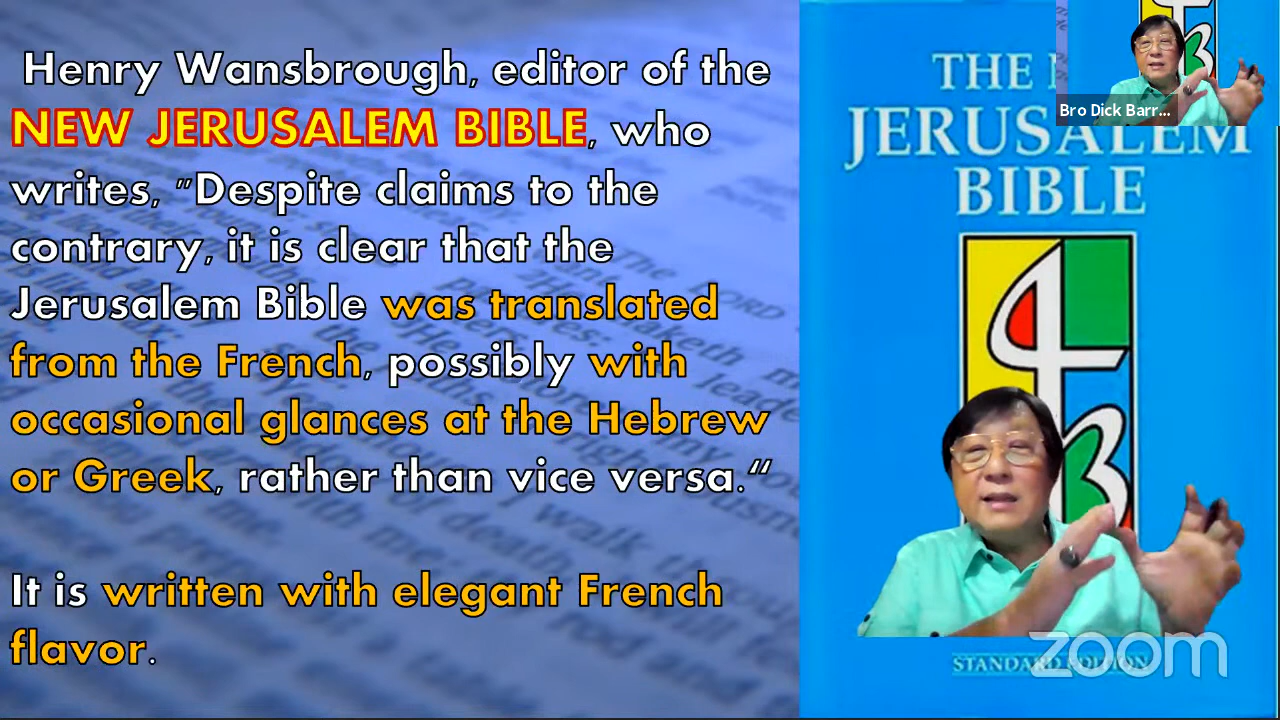 Henry Wansbrough, editor of the
NEW JERUSALEM BIBLE, who
writes, "Despite claims to the
contrary, it is clear that the
Jerusalem Bible was translated
from the French, possibly with
occasional glances at the Hebrew
or Greek, rather than vice versa.“
It is written with elegant French
flavor.
THE
JERUSALEM
BIBLE
Bro Dick Barr...
STANDARD EDITION
zoom